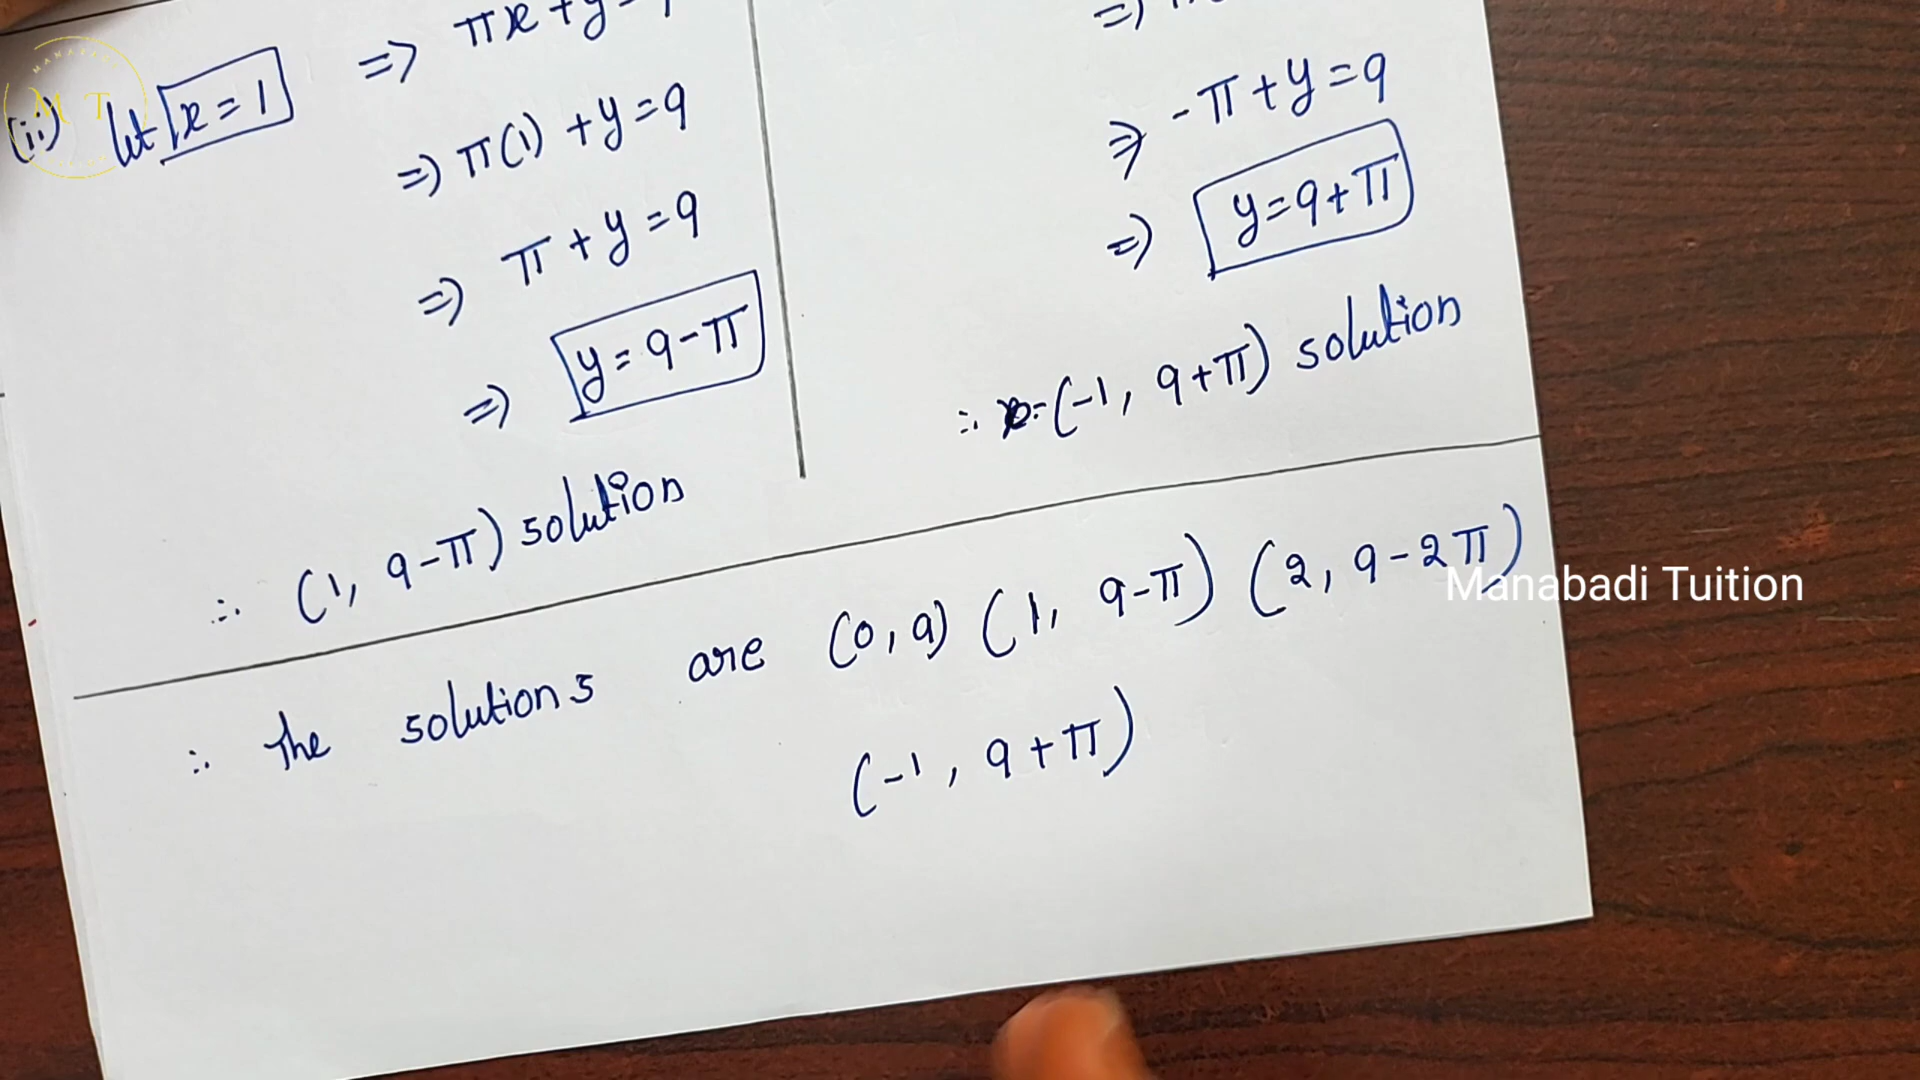 (ii) let x = 1 => πx + y =
=> π(1) + y = 9
=> π + y = 9
=> y = 9 - π
∴ (1, 9-π) solution
=>
=> -π + y = 9
=> y = 9 + π
∴ (-1, 9+π) solution
∴ The solutions are (0, 9) (1, 9-π) (2, 9-2π)
(-1, 9+π)
Manabadi Tuition
M T